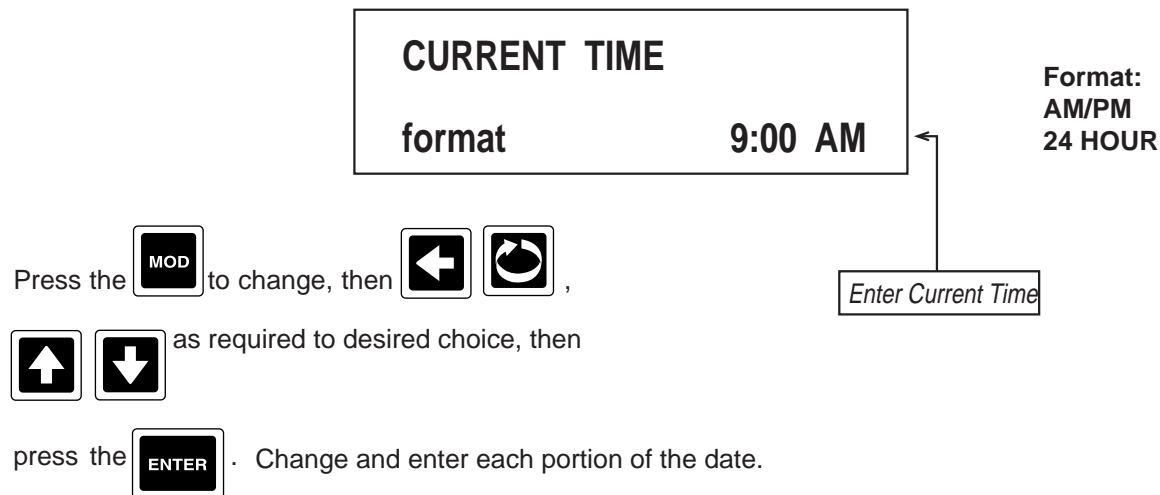 CURRENT TIME
format 9:00 AM
Format:
AM/PM
24 HOUR
Enter Current Time
Press the MOD to change, then ,
as required to desired choice, then
press the ENTER . Change and enter each portion of the date.